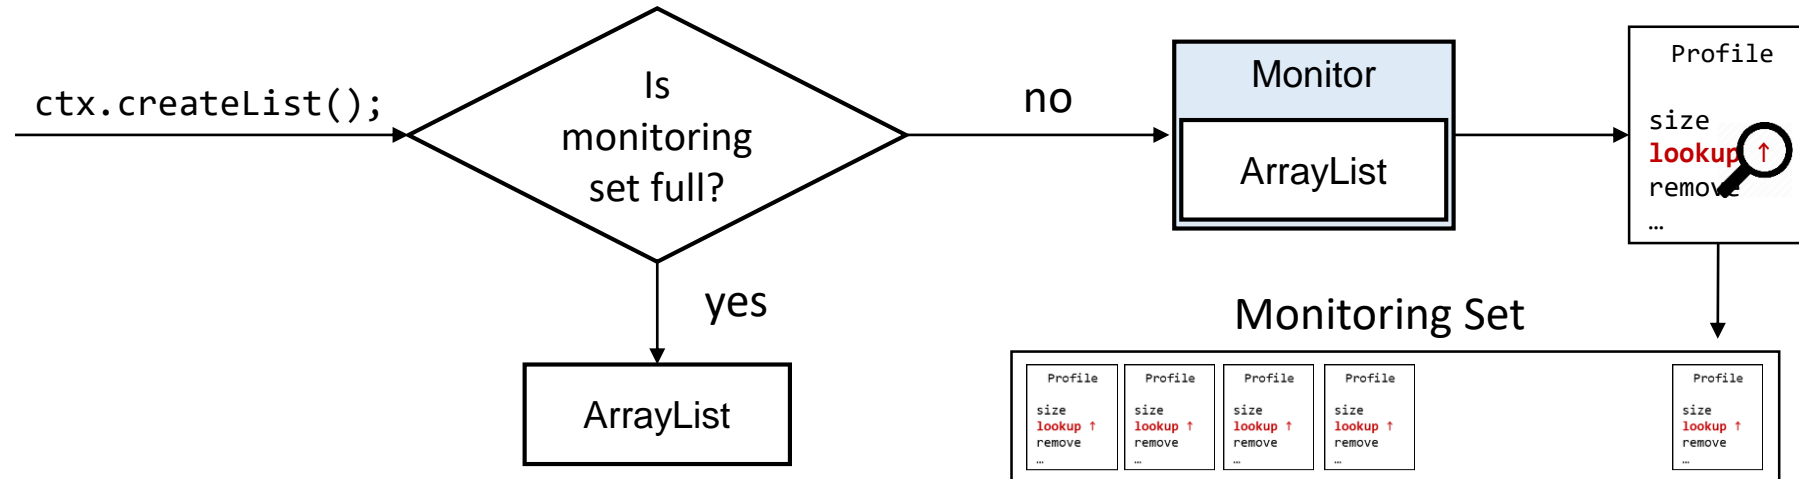 ctx.createList();
Is
monitoring
set full?
no
yes
ArrayList
Monitor
ArrayList
Profile
size
lookup ↑
remove
…
Monitoring Set
Profile
size
lookup ↑
remove
…
Profile
size
lookup ↑
remove
…
Profile
size
lookup ↑
remove
…
Profile
size
lookup ↑
remove
…
Profile
size
lookup ↑
remove
…